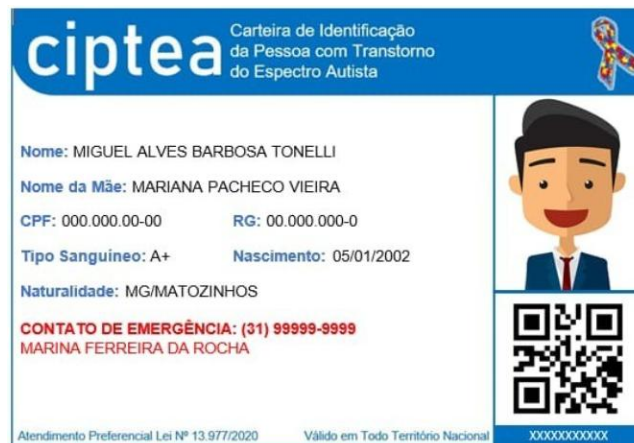 ciptea
Carteira de Identificação
da Pessoa com Transtorno
do Espectro Autista
Nome: MIGUEL ALVES BARBOSA TONELLI
Nome da Mãe: MARIANA PACHECO VIEIRA
CPF: 000.000.00-00 RG: 00.000.000-0
Tipo Sanguíneo: A+ Nascimento: 05/01/2002
Naturalidade: MG/MATOZINHOS
CONTATO DE EMERGÊNCIA: (31) 99999-9999
MARINA FERREIRA DA ROCHA
Atendimento Preferencial Lei Nº 13.977/2020 Válido em Todo Território Nacional XXXXXXXXXXX